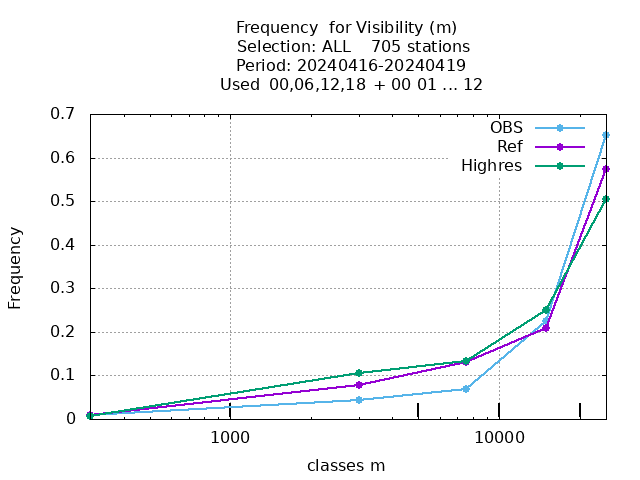 Frequency  for Visibility (m)
Selection: ALL    705 stations
Period: 20240416-20240419
Used  00,06,12,18  + 00 01 ... 12
0.7
0.6
0.5
0.4
0.3
0.2
0.1
0
Frequency
OBS
Ref
Highres
1000
10000
classes m